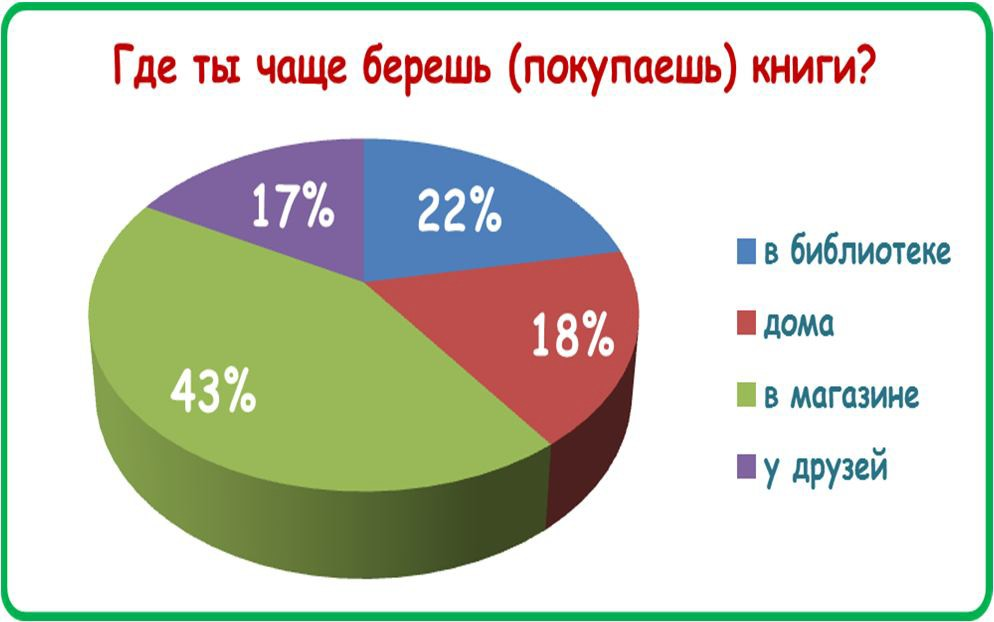 Где ты чаще берешь (покупаешь) книги?
17%
22%
18%
43%
в библиотеке
дома
в магазине
у друзей